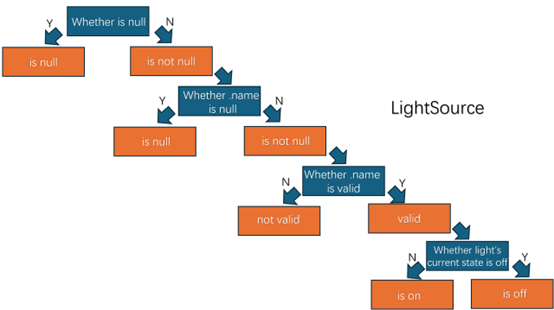 Whether is null
Y
N
is null
is not null
Whether .name
is null
Y
N
LightSource
is null
is not null
Whether .name
is valid
N
Y
not valid
valid
Whether light's
current state is off
N
Y
is on
is off